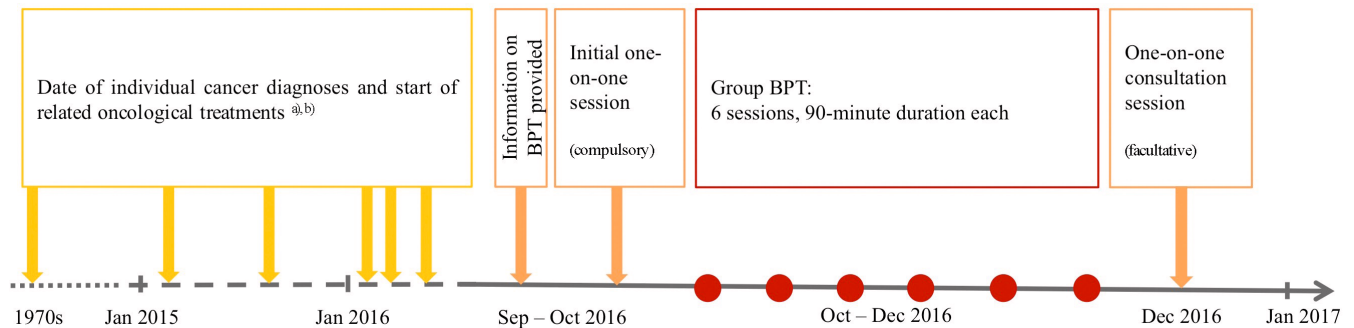 Date of individual cancer diagnoses and start of
related oncological treatments a),b)
Information on
BPT provided
Initial one-
on-one
session
(compulsory)
Group BPT:
6 sessions, 90-minute duration each
One-on-one
consultation
session
(facultative)
1970s
Jan 2015
Jan 2016
Sep – Oct 2016
Oct – Dec 2016
Dec 2016
Jan 2017